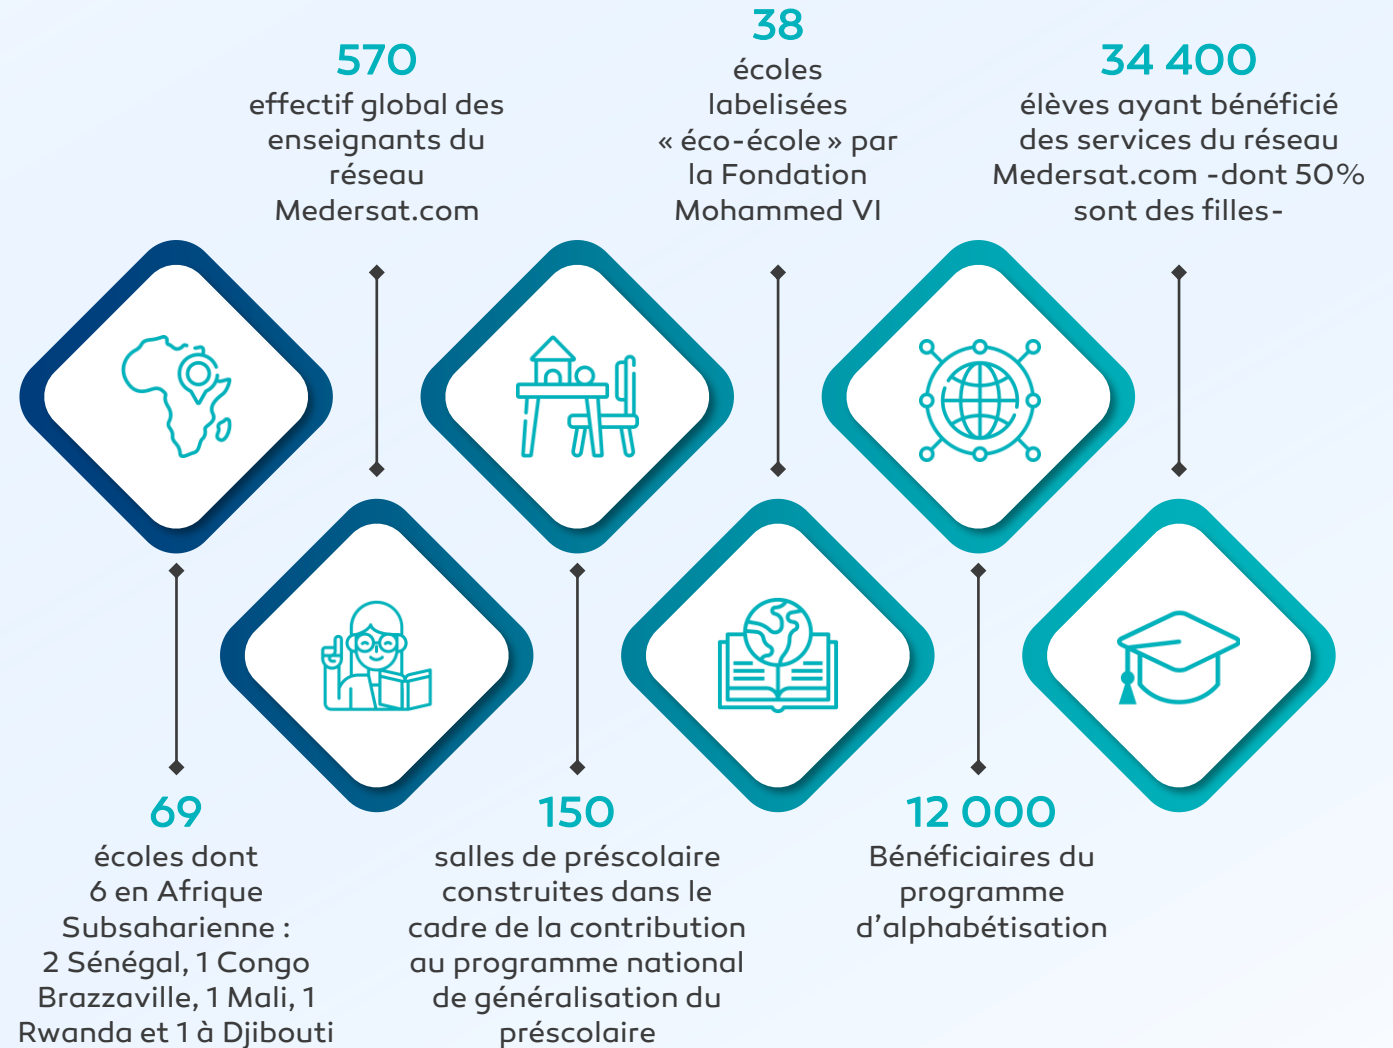 570
effectif global des
enseignants du
réseau
Medersat.com
38
écoles
labelisées
« éco-école » par
la Fondation
Mohammed VI
34 400
élèves ayant bénéficié
des services du réseau
Medersat.com -dont 50%
sont des filles-
69
écoles dont
6 en Afrique
Subsaharienne :
2 Sénégal, 1 Congo
Brazzaville, 1 Mali, 1
Rwanda et 1 à Djibouti
150
salles de préscolaire
construites dans le
cadre de la contribution
au programme national
de généralisation du
préscolaire
12 000
Bénéficiaires du
programme
d’alphabétisation